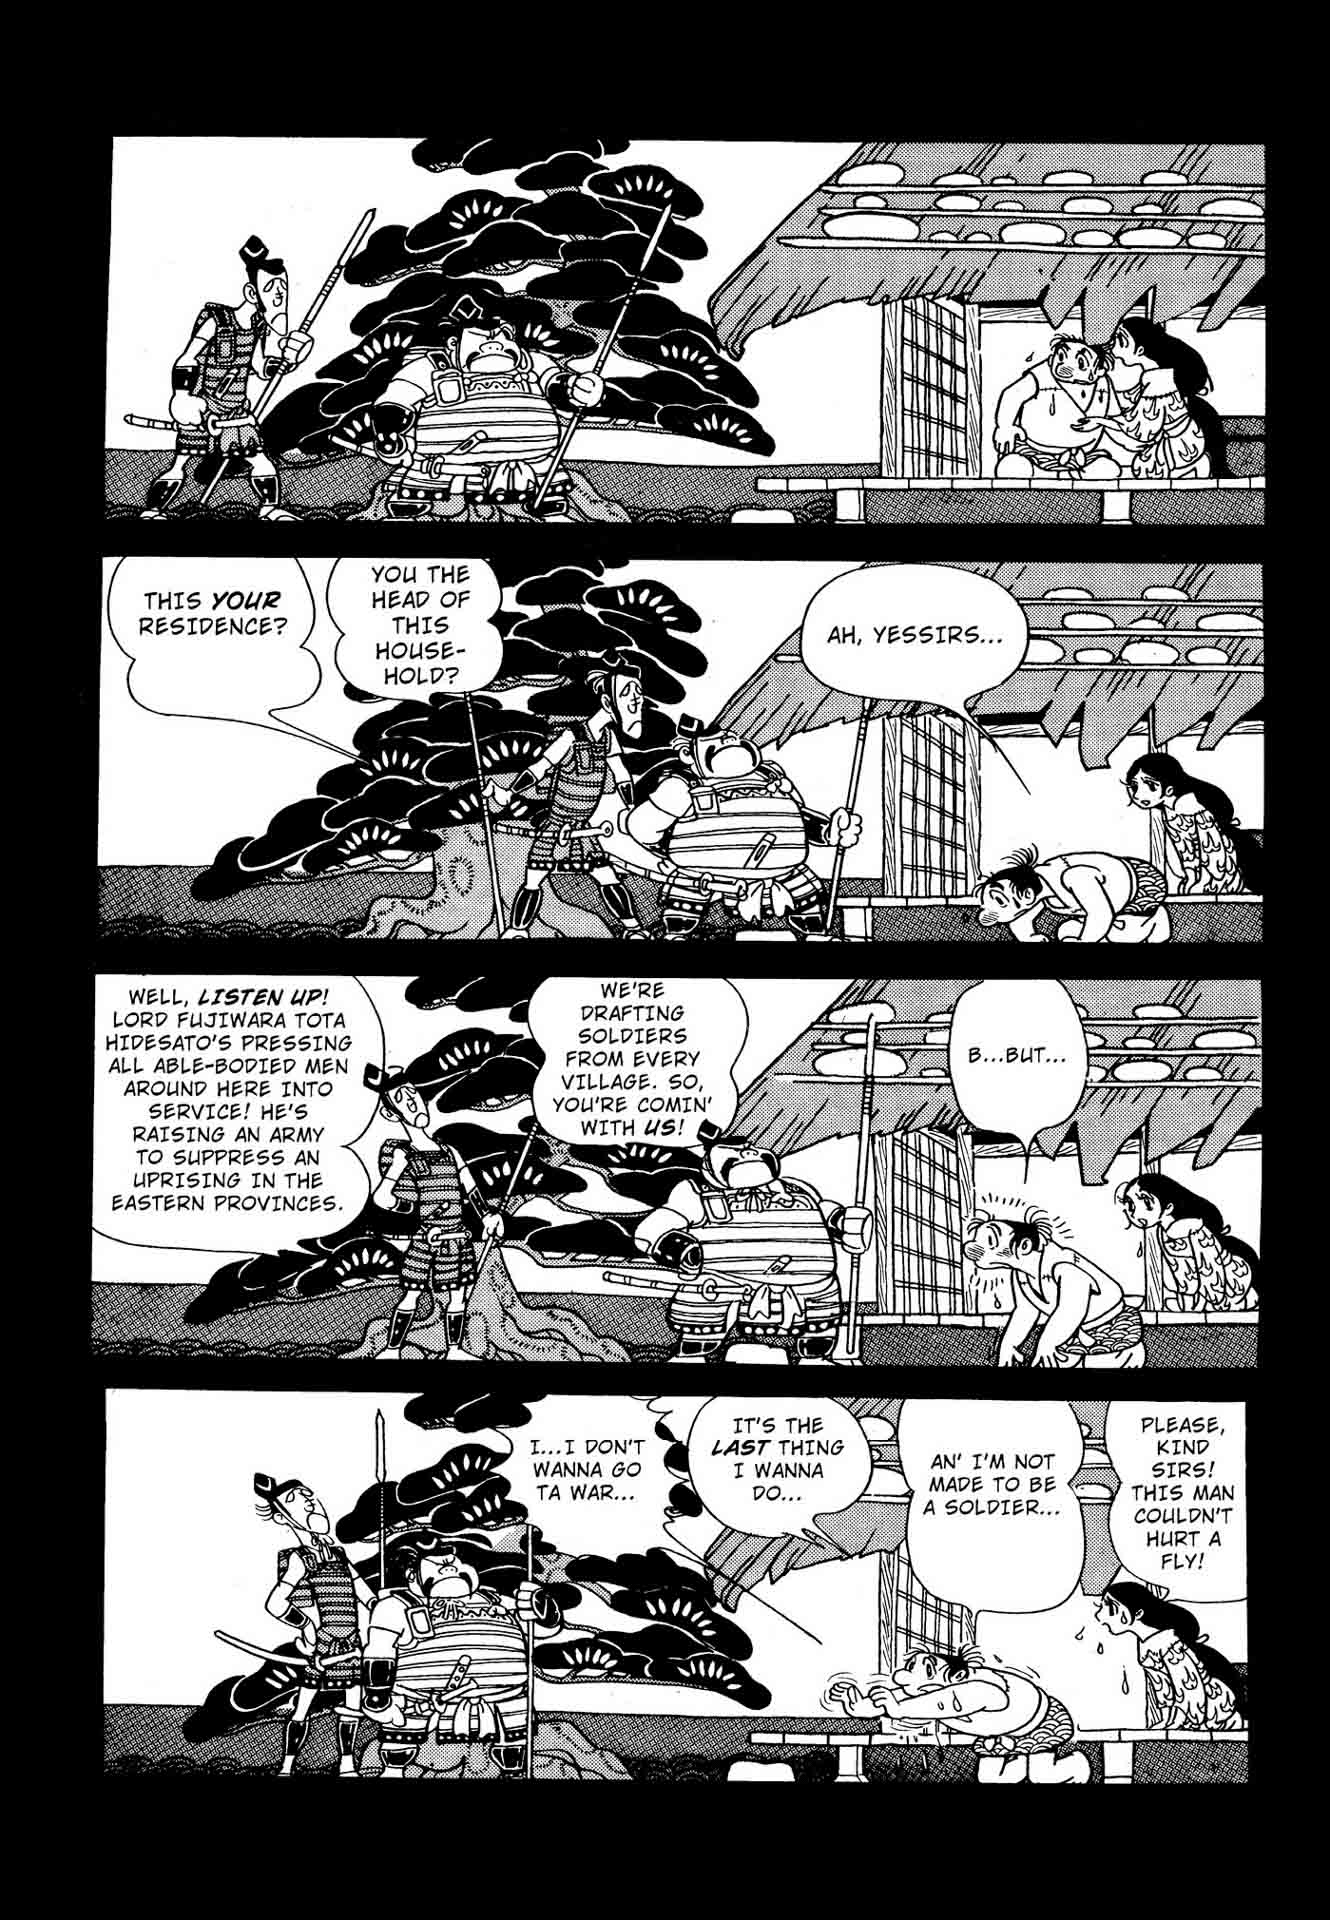 THIS YOUR
RESIDENCE?
YOU THE
HEAD OF
THIS
HOUSE-
HOLD?
AH, YESSIRS...
WELL, LISTEN UP!
LORD FUJIWARA TOTA
HIDESATO'S PRESSING
ALL ABLE-BODIED MEN
AROUND HERE INTO
SERVICE! HE'S
RAISING AN ARMY
TO SUPPRESS AN
UPRISING IN THE
EASTERN PROVINCES.
WE'RE
DRAFTING
SOLDIERS
FROM EVERY
VILLAGE. SO,
YOU'RE COMIN'
WITH US!
B...BUT...
I...I DON'T
WANNA GO
TA WAR...
IT'S THE
LAST THING
I WANNA
DO...
AN' I'M NOT
MADE TO BE
A SOLDIER...
PLEASE,
KIND
SIRS!
THIS MAN
COULDN'T
HURT A
FLY!